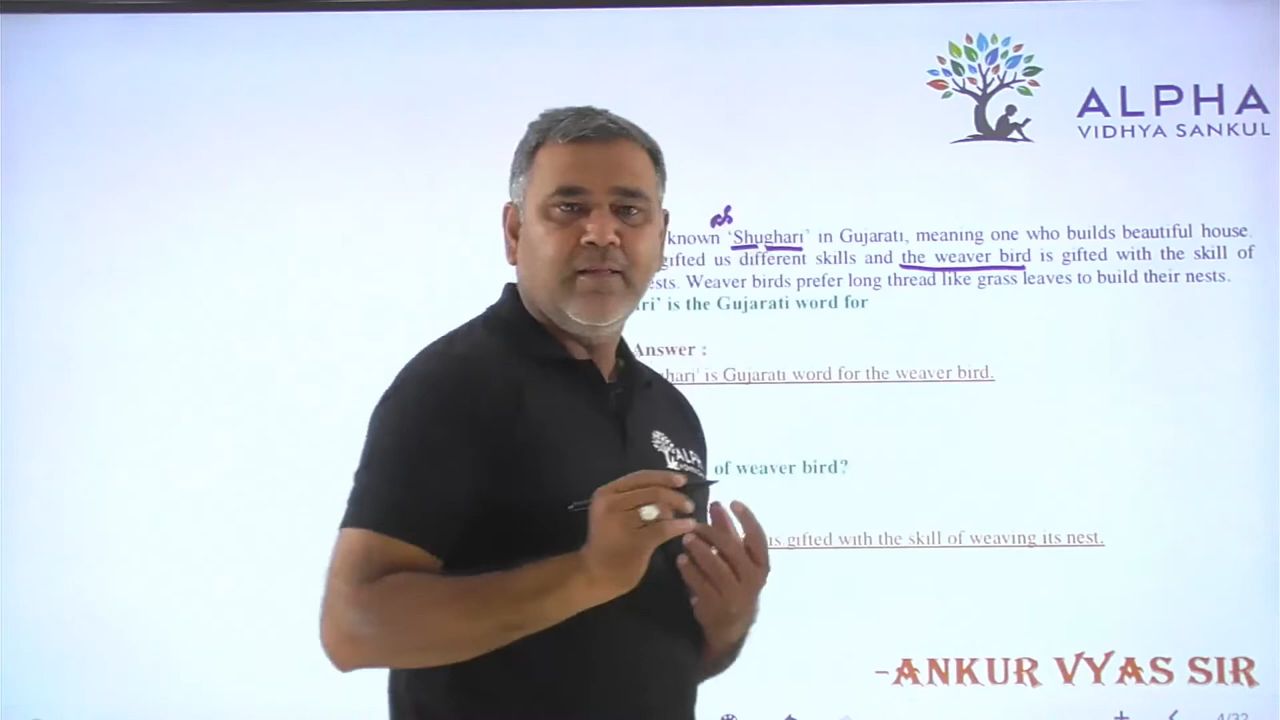 ALPHA
VIDHYA SANKUL
known 'Shughari' in Gujarati, meaning one who builds beautiful house.
gifted us different skills and the weaver bird is gifted with the skill of
Weaver birds prefer long thread like grass leaves to build their nests.
is the Gujarati word for
Answer :
is Gujarati word for the weaver bird.
ALPHA
of weaver bird?
is gifted with the skill of weaving its nest.
-ANKUR VYAS SIR
4/22